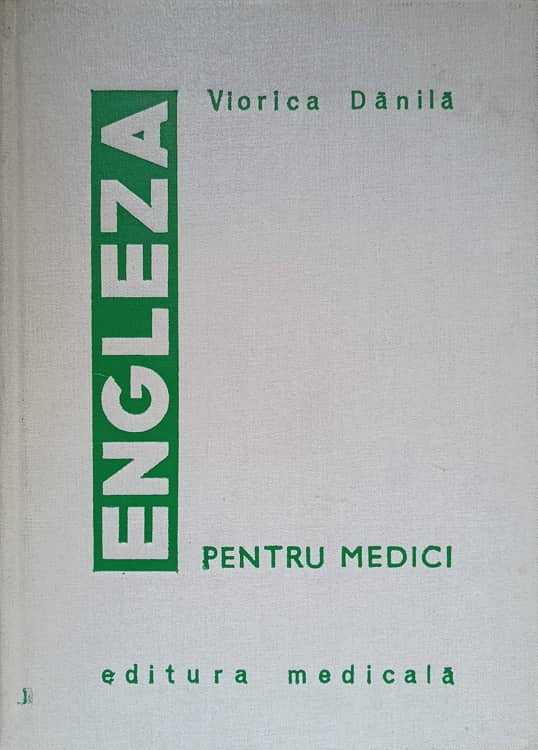 Viorica Dănilă
ENGLEZA
PENTRU MEDICI
editura medicală